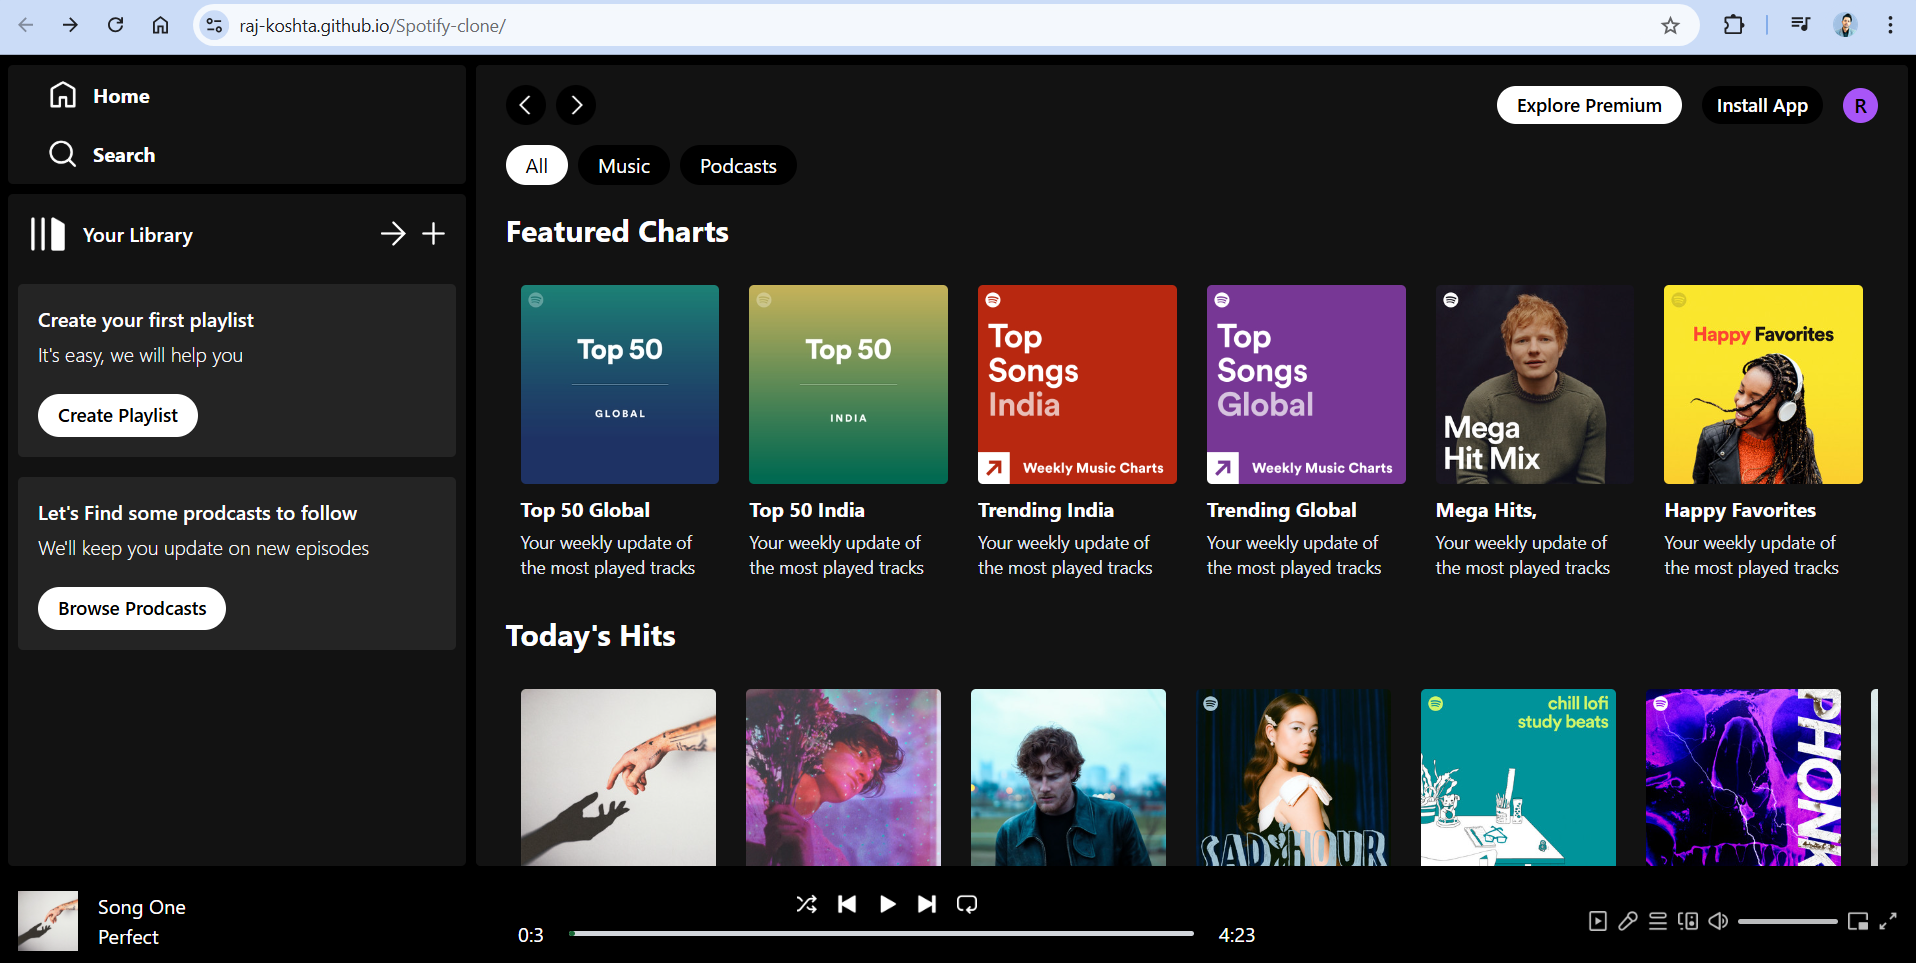 raj-koshta.github.io/Spotify-clone/
Home
Search
Your Library
Create your first playlist
It's easy, we will help you
Create Playlist
Let's Find some prodcasts to follow
We'll keep you update on new episodes
Browse Prodcasts
Explore Premium
Install App
R
All
Music
Podcasts
Featured Charts
Top 50
GLOBAL
Top 50 Global
Your weekly update of
the most played tracks
Top 50
INDIA
Top 50 India
Your weekly update of
the most played tracks
Top
Songs
India
Weekly Music Charts
Trending India
Your weekly update of
the most played tracks
Top
Songs
Global
Weekly Music Charts
Trending Global
Your weekly update of
the most played tracks
Mega
Hit Mix
Mega Hits,
Your weekly update of
the most played tracks
Happy Favorites
Happy Favorites
Your weekly update of
the most played tracks
Today's Hits
SAD HOUR
chill lofi
study beats
PHONK
Song One
Perfect
0:3
4:23